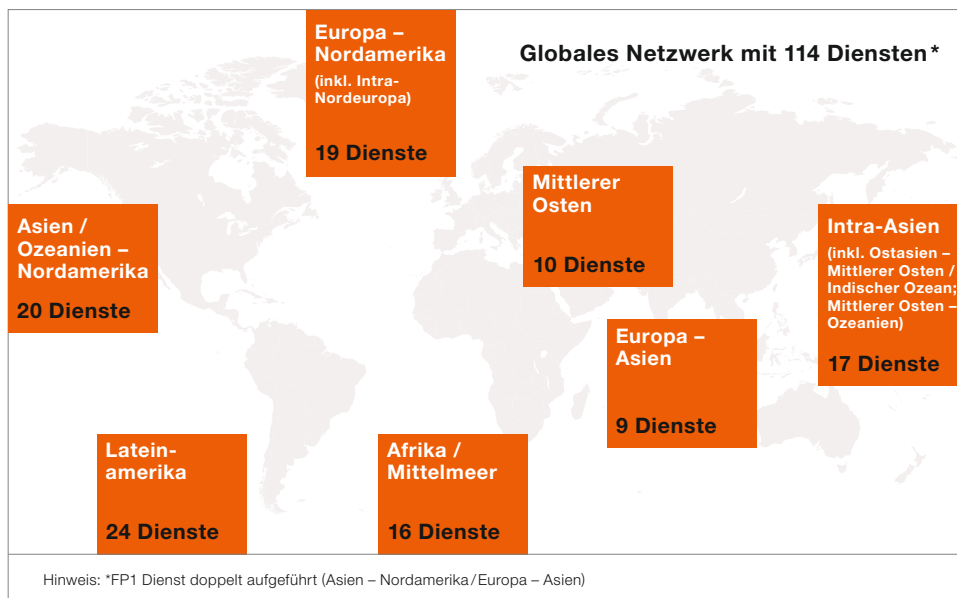 Globales Netzwerk mit 114 Diensten*
Europa –
Nordamerika
(inkl. Intra-
Nordeuropa)
19 Dienste
Mittlerer
Osten
10 Dienste
Asien /
Ozeanien –
Nordamerika
20 Dienste
Intra-Asien
(inkl. Ostasien –
Mittlerer Osten /
Indischer Ozean;
Mittlerer Osten –
Ozeanien)
17 Dienste
Europa –
Asien
9 Dienste
Latein-
amerika
24 Dienste
Afrika /
Mittelmeer
16 Dienste
Hinweis: *FP1 Dienst doppelt aufgeführt (Asien – Nordamerika/Europa – Asien)